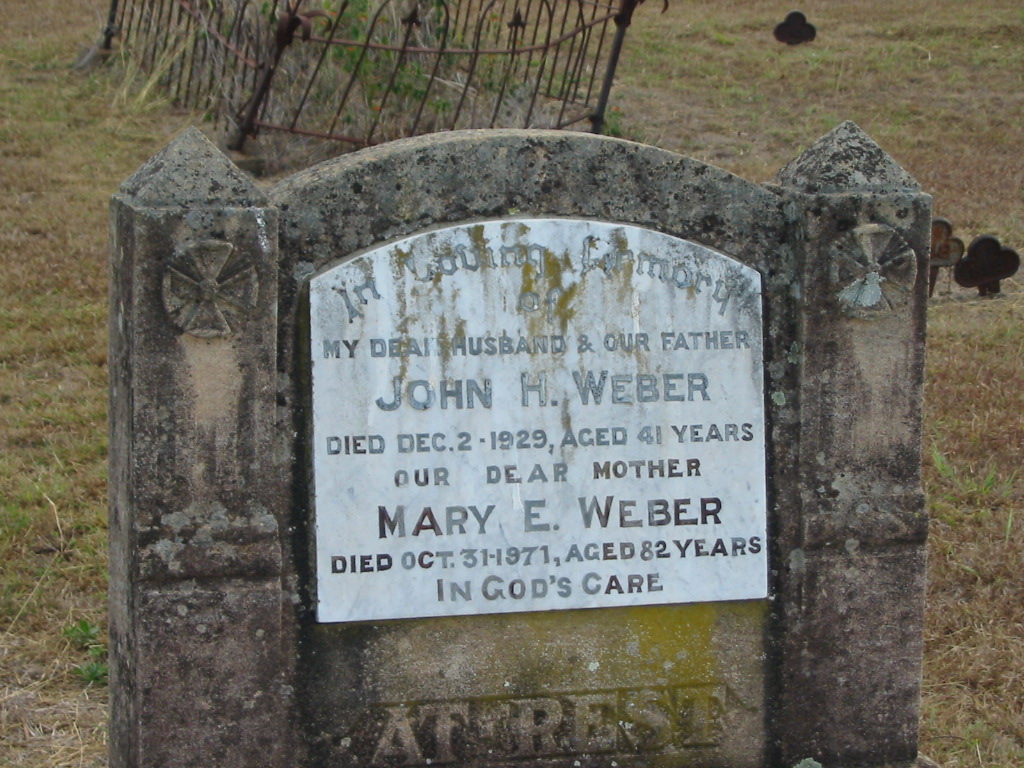 In Loving Memory
of
MY DEAR HUSBAND & OUR FATHER
JOHN H. WEBER
DIED DEC. 2-1929, AGED 41 YEARS
OUR DEAR MOTHER
MARY E. WEBER
DIED OCT. 31-1971, AGED 82 YEARS
IN GOD'S CARE
AT REST